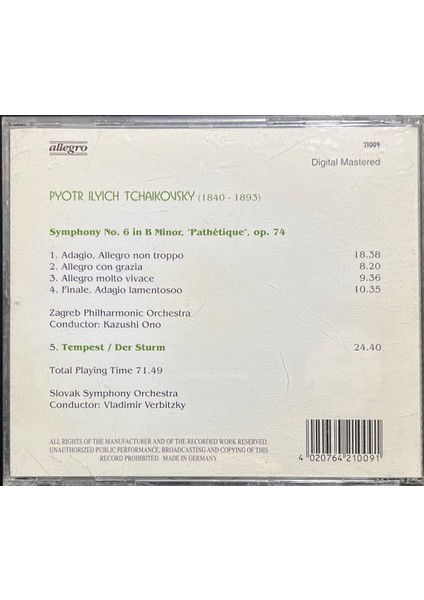 allegro
21009
Digital Mastered
PYOTR ILYICH TCHAIKOVSKY (1840 - 1893)
Symphony No. 6 in B Minor, "Pathétique", op. 74
1. Adagio, Allegro non troppo 18.38
2. Allegro con grazia 8.20
3. Allegro molto vivace 9.36
4. Finale, Adagio lamentosoo 10.35
Zagreb Philharmonic Orchestra
Conductor: Kazushi Ono
5. Tempest / Der Sturm 24.40
Total Playing Time 71.49
Slovak Symphony Orchestra
Conductor: Vladimir Verbitzky
ALL RIGHTS OF THE MANUFACTURER AND OF THE RECORDED WORK RESERVED.
UNAUTHORIZED PUBLIC PERFORMANCE, BROADCASTING AND COPYING OF THIS
RECORD PROHIBITED. MADE IN GERMANY.
4 020764 210091